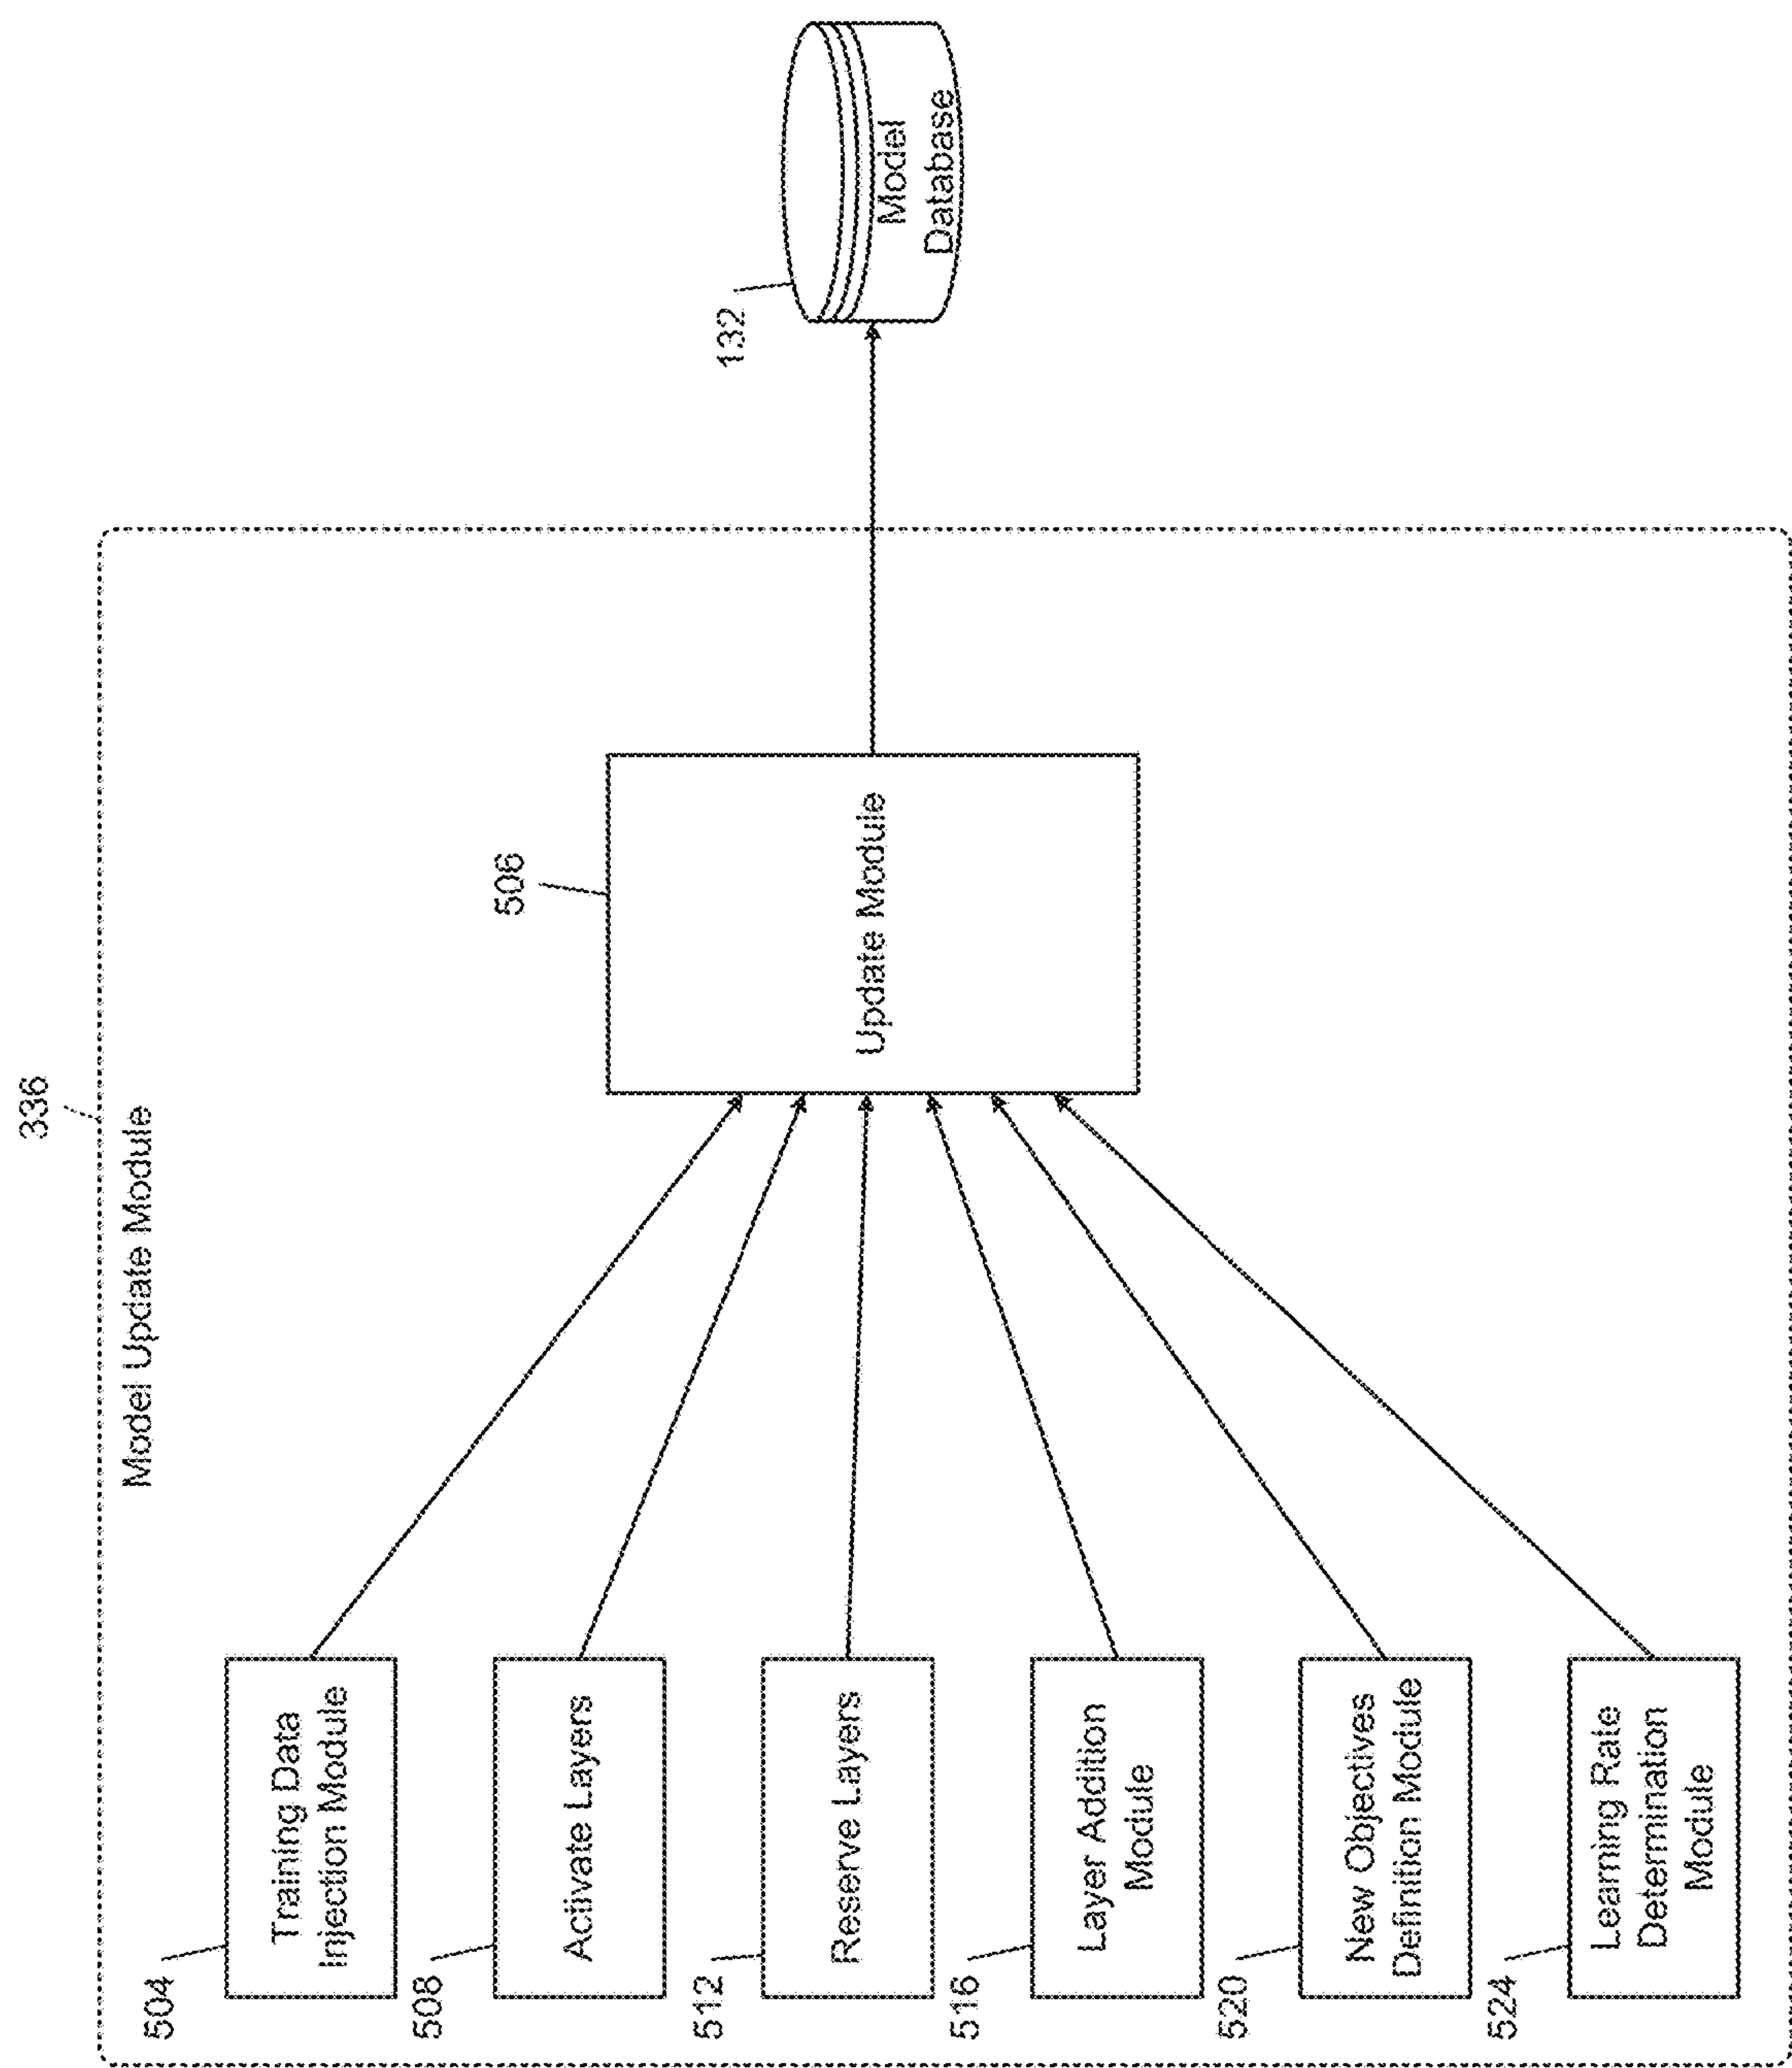 336
Model Update Module
504
Training Data
Injection Module
508
Activate Layers
512
Reserve Layers
516
Layer Addition
Module
520
New Objectives
Definition Module
524
Learning Rate
Determination
Module
506
Update Module
132
Model
Database